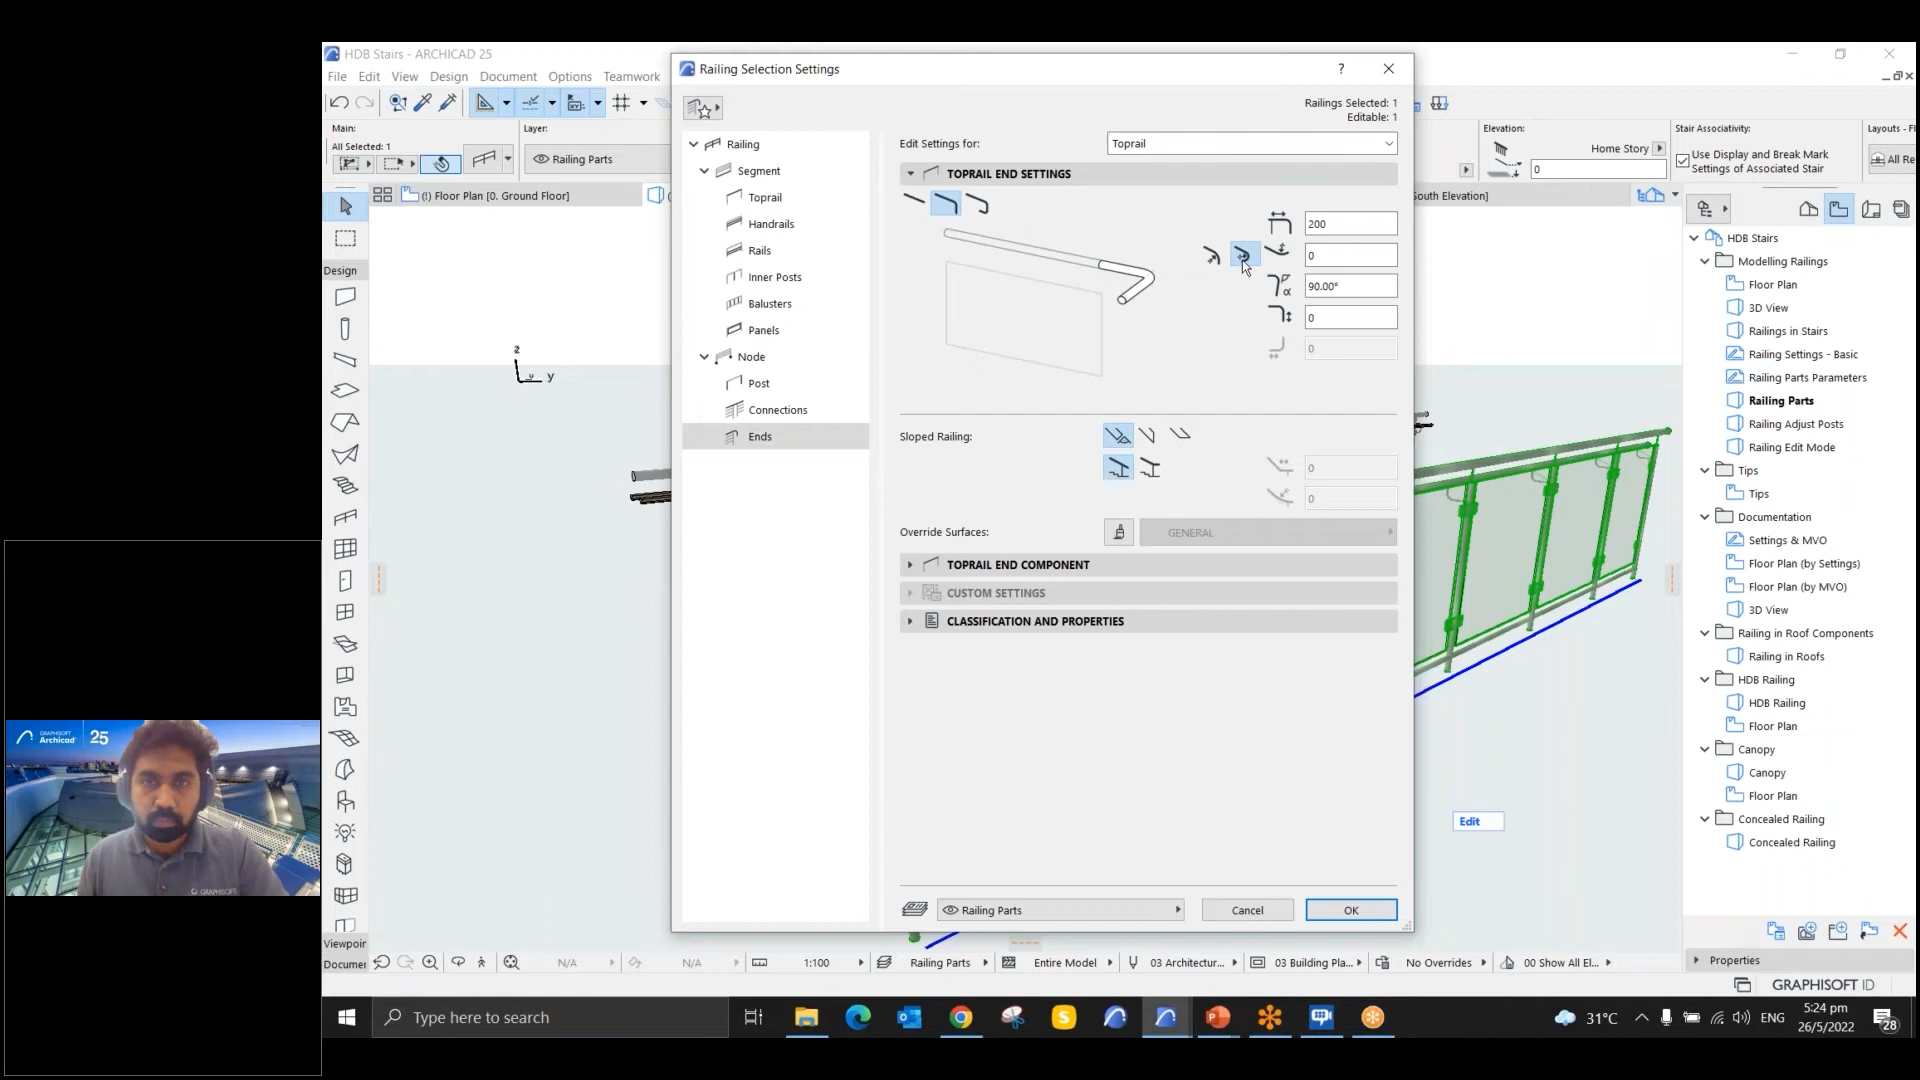 HDB Stairs - ARCHICAD 25
File Edit View Design Document Options Teamwork
Main:
All Selected: 1
Layer:
Railing Parts
(!) Floor Plan [0. Ground Floor]
Railing Selection Settings
?
Railings Selected: 1
Editable: 1
Railing
Segment
Toprail
Handrails
Rails
Inner Posts
Balusters
Panels
Node
Post
Connections
Ends
Edit Settings for:
Toprail
TOPRAIL END SETTINGS
200
0
α
90.00°
0
0
Sloped Railing:
0
0
Override Surfaces:
GENERAL
TOPRAIL END COMPONENT
CUSTOM SETTINGS
CLASSIFICATION AND PROPERTIES
Railing Parts
Cancel
OK
Elevation:
Home Story
0
Stair Associativity:
Use Display and Break Mark
Settings of Associated Stair
Layouts - Fl
All Re
South Elevation]
Design
z
y
Edit
HDB Stairs
Modelling Railings
Floor Plan
3D View
Railings in Stairs
Railing Settings - Basic
Railing Parts Parameters
Railing Parts
Railing Adjust Posts
Railing Edit Mode
Tips
Tips
Documentation
Settings & MVO
Floor Plan (by Settings)
Floor Plan (by MVO)
3D View
Railing in Roof Components
Railing in Roofs
HDB Railing
HDB Railing
Floor Plan
Canopy
Canopy
Floor Plan
Concealed Railing
Concealed Railing
Properties
GRAPHISOFT ID
Viewpoir
Documer
N/A
N/A
1:100
Railing Parts
Entire Model
03 Architectur...
03 Building Pla...
No Overrides
00 Show All El...
GRAPHISOFT
Archicad
25
GRAPHISOFT
Type here to search
31°C
ENG
5:24 pm
26/5/2022
28